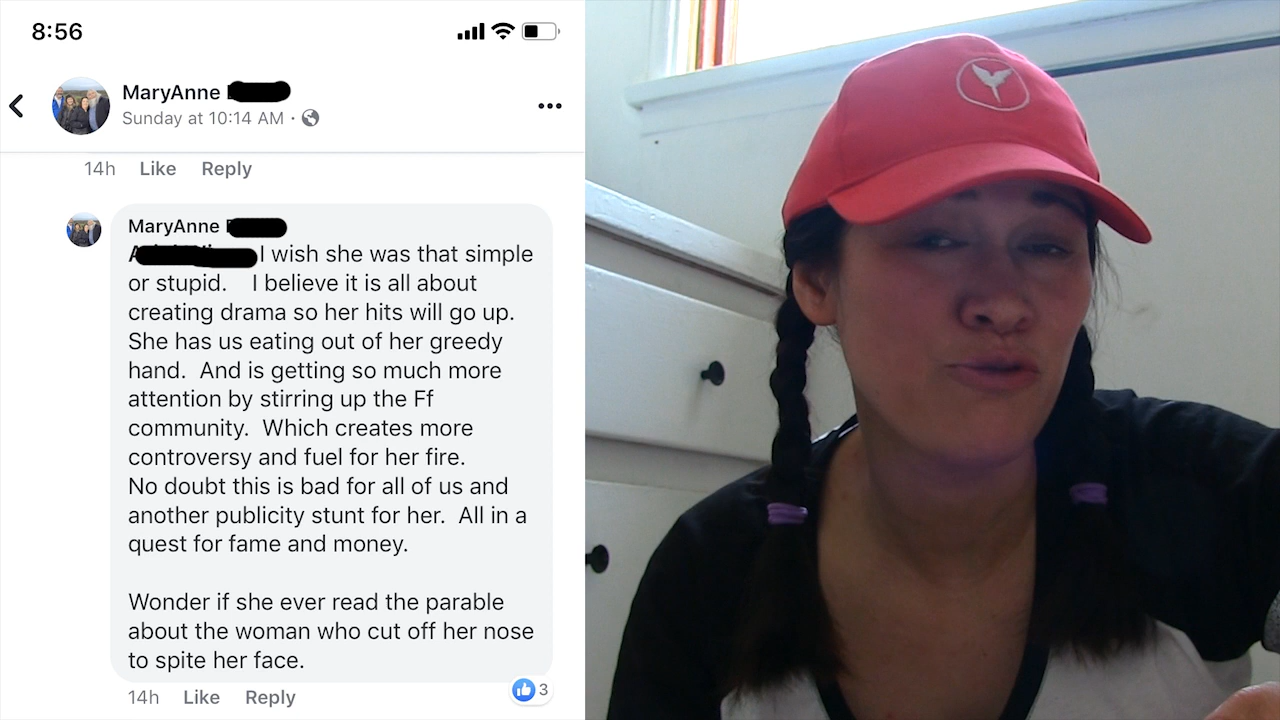 8:56
MaryAnne
Sunday at 10:14 AM ·
14h Like Reply
MaryAnne
I wish she was that simple
or stupid. I believe it is all about
creating drama so her hits will go up.
She has us eating out of her greedy
hand. And is getting so much more
attention by stirring up the Ff
community. Which creates more
controversy and fuel for her fire.
No doubt this is bad for all of us and
another publicity stunt for her. All in a
quest for fame and money.
Wonder if she ever read the parable
about the woman who cut off her nose
to spite her face.
14h Like Reply
3